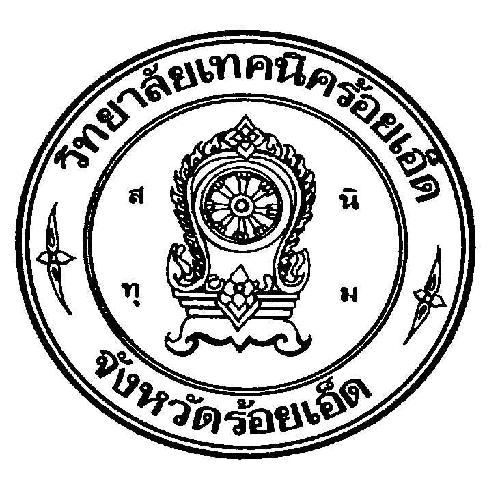 วิทยาลัยเทคนิคร้อยเอ็ด
ส นิ
ทุ ม
จังหวัดร้อยเอ็ด